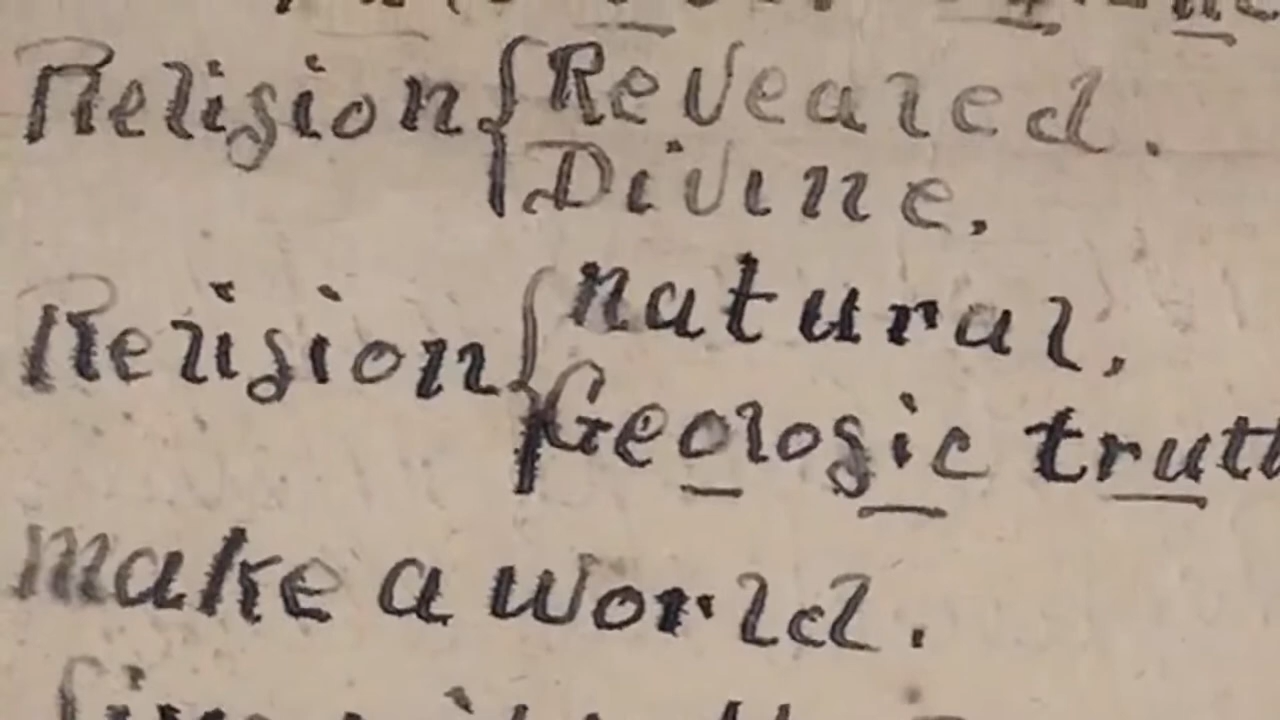 Religion { Revealed.
Divine.
Religion { natural,
Geologic truth
make a world.